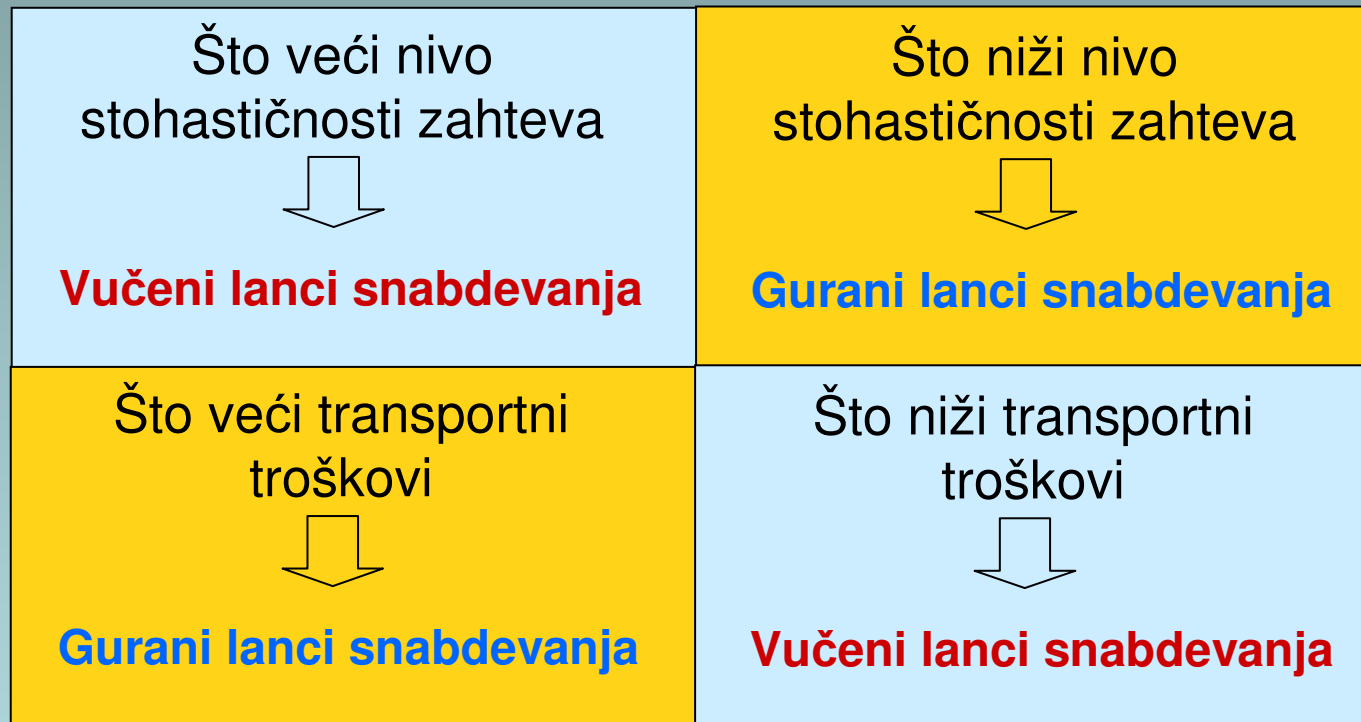 Što veći nivo
stohastičnosti zahteva
Vučeni lanci snabdevanja
Što niži nivo
stohastičnosti zahteva
Gurani lanci snabdevanja
Što veći transportni
troškovi
Gurani lanci snabdevanja
Što niži transportni
troškovi
Vučeni lanci snabdevanja